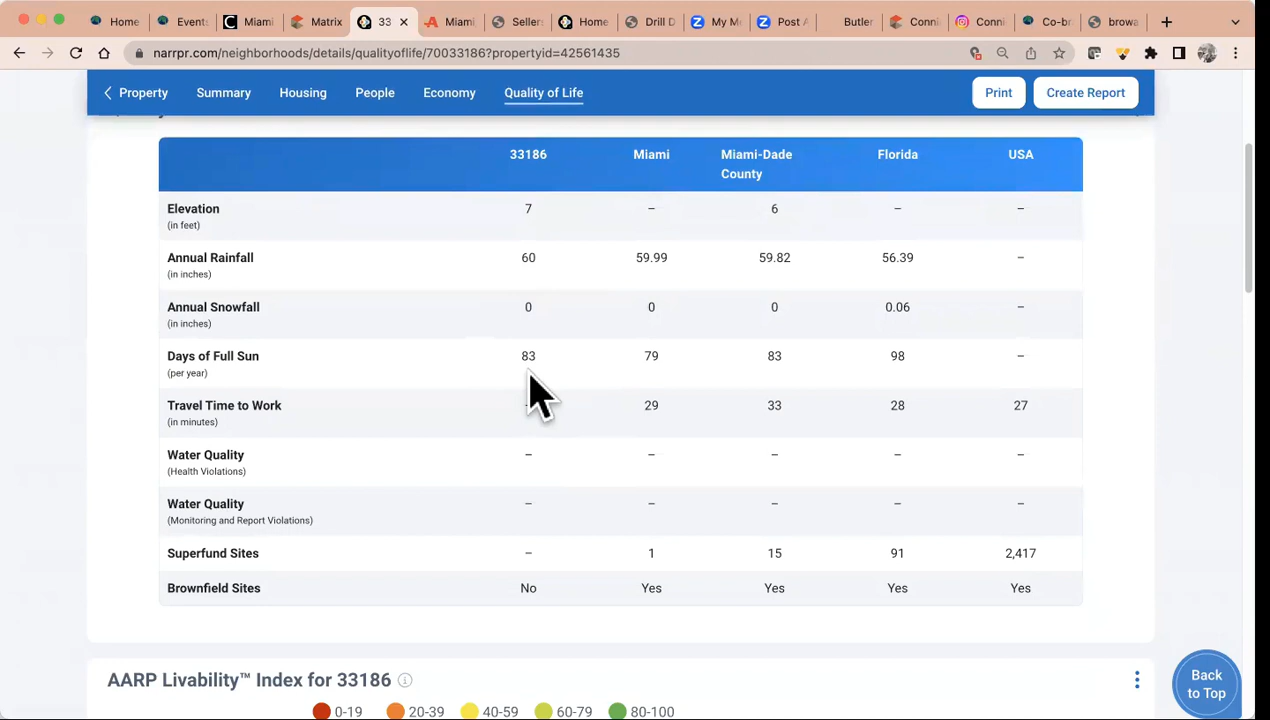 Home Events Miami Matrix 33 Miami Sellers Home Drill D My M Post A Butler Conni Conni Co-b browa
narrpr.com/neighborhoods/details/qualityoflife/70033186?propertyid=42561435
Property Summary Housing People Economy Quality of Life Print Create Report
33186 Miami Miami-Dade County Florida USA
Elevation 7 – 6 – –
(in feet)
Annual Rainfall 60 59.99 59.82 56.39 –
(in inches)
Annual Snowfall 0 0 0 0.06 –
(in inches)
Days of Full Sun 83 79 83 98 –
(per year)
Travel Time to Work – 29 33 28 27
(in minutes)
Water Quality – – – – –
(Health Violations)
Water Quality – – – – –
(Monitoring and Report Violations)
Superfund Sites – 1 15 91 2,417
Brownfield Sites No Yes Yes Yes Yes
AARP Livability™ Index for 33186
0-19 20-39 40-59 60-79 80-100
Back
to Top